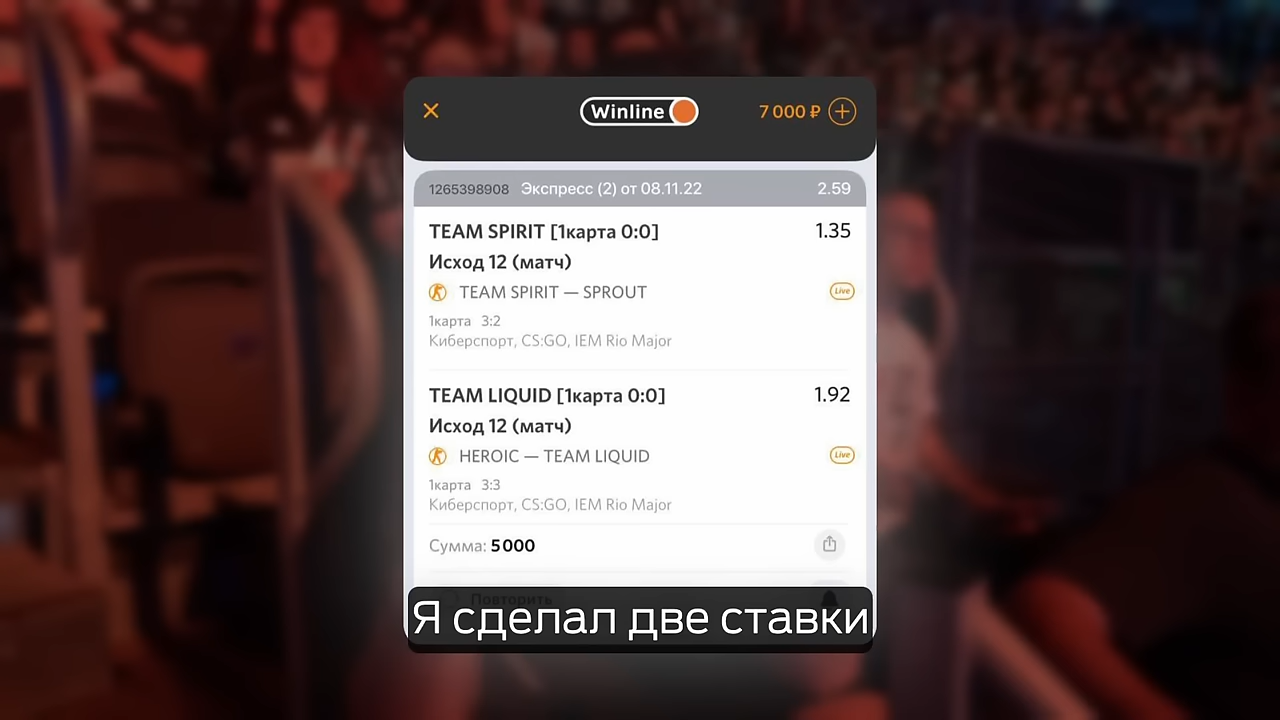 Winline
7 000 ₽
1265398908 Экспресс (2) от 08.11.22 2.59
TEAM SPIRIT [1карта 0:0] 1.35
Исход 12 (матч)
TEAM SPIRIT — SPROUT Live
1карта 3:2
Киберспорт, CS:GO, IEM Rio Major
TEAM LIQUID [1карта 0:0] 1.92
Исход 12 (матч)
HEROIC — TEAM LIQUID Live
1карта 3:3
Киберспорт, CS:GO, IEM Rio Major
Сумма: 5000
Повторить
Я сделал две ставки